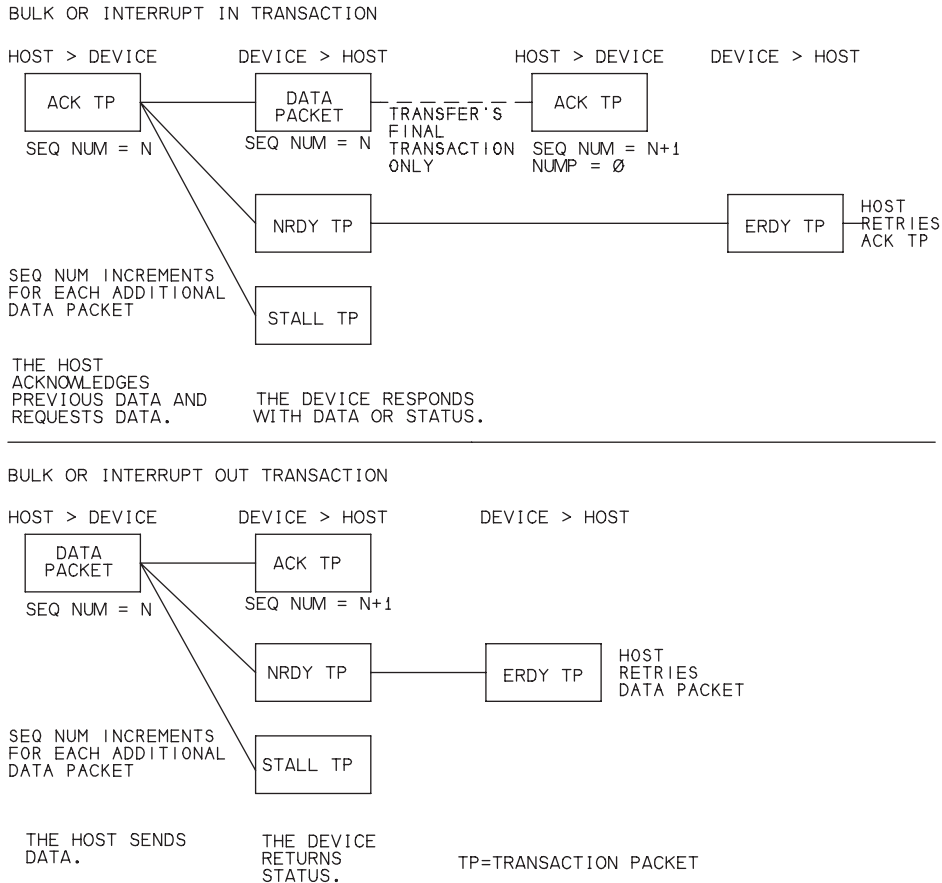 BULK OR INTERRUPT IN TRANSACTION
HOST > DEVICE
DEVICE > HOST
HOST > DEVICE
DEVICE > HOST
ACK TP
SEQ NUM = N
DATA
PACKET
SEQ NUM = N
TRANSFER'S
FINAL
TRANSACTION
ONLY
ACK TP
SEQ NUM = N+1
NUMP = Ø
NRDY TP
ERDY TP
HOST
RETRIES
ACK TP
SEQ NUM INCREMENTS
FOR EACH ADDITIONAL
DATA PACKET
STALL TP
THE HOST
ACKNOWLEDGES
PREVIOUS DATA AND
REQUESTS DATA.
THE DEVICE RESPONDS
WITH DATA OR STATUS.
BULK OR INTERRUPT OUT TRANSACTION
HOST > DEVICE
DEVICE > HOST
DEVICE > HOST
DATA
PACKET
SEQ NUM = N
ACK TP
SEQ NUM = N+1
NRDY TP
ERDY TP
HOST
RETRIES
DATA PACKET
SEQ NUM INCREMENTS
FOR EACH ADDITIONAL
DATA PACKET
STALL TP
THE HOST SENDS
DATA.
THE DEVICE
RETURNS
STATUS.
TP=TRANSACTION PACKET